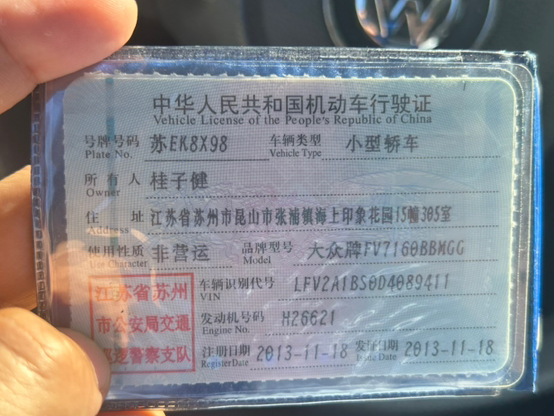 中华人民共和国机动车行驶证
Vehicle License of the People's Republic of China
号牌号码 苏EK8X98 车辆类型 小型轿车
Plate No. Vehicle Type
所有人 桂子健
Owner
住址 江苏省苏州市昆山市张浦镇海上印象花园15幢305室
Address
使用性质 非营运 品牌型号 大众牌FV7160BBMGG
Use Character Model
江苏省苏州
市公安局交通
巡逻警察支队
车辆识别代号 LFV2A1BS0D4089411
VIN
发动机号码 H26621
Engine No.
注册日期 2013-11-18 发证日期 2013-11-18
Register Date Issue Date